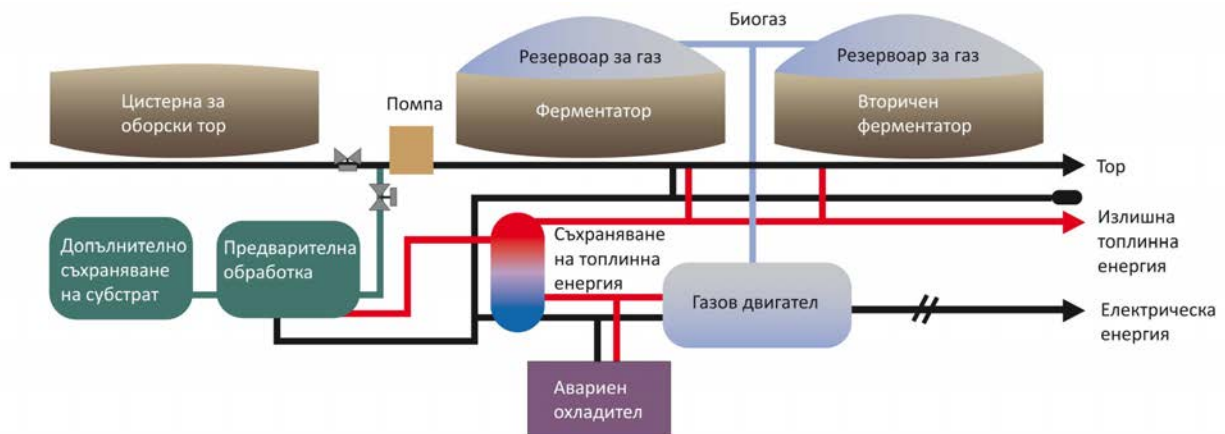 Биогаз
Резервоар за газ
Резервоар за газ
Цистерна за
оборски тор
Помпа
Ферментатор
Вторичен
ферментатор
Тор
Допълнително
съхраняване
на субстрат
Предварителна
обработка
Съхраняване
на топлинна
енергия
Излишна
топлинна
енергия
Газов двигател
Електрическа
енергия
Авариен
охладител